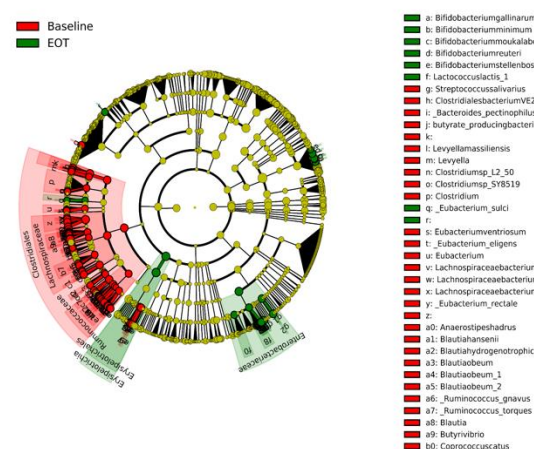 Baseline
EOT
Clostridiales
Lachnospiraceae
Ruminococcaceae
Erysipelotrichales
Erysipelotrichia
Enterobacteriaceae
a: Bifidobacteriumgallinarum
b: Bifidobacteriumminimum
c: Bifidobacteriummoukalabe
d: Bifidobacteriumreuteri
e: Bifidobacteriumstellenbos
f: Lactococcuslactis_1
g: Streptococcussalivarius
h: ClostridialesbacteriumVE2
i: _Bacteroides_pectinophilus
j: butyrate_producingbacteri
k:
l: Levyellamassiliensis
m: Levyella
n: Clostridiumsp_L2_50
o: Clostridiumsp_SY8519
p: Clostridium
q: _Eubacterium_sulci
r:
s: Eubacteriumventriosum
t: _Eubacterium_eligens
u: Eubacterium
v: Lachnospiraceaebacterium
w: Lachnospiraceaebacterium
x: Lachnospiraceaebacterium
y: _Eubacterium_rectale
z:
a0: Anaerostipeshadrus
a1: Blautiahansenii
a2: Blautiahydrogenotrophic
a3: Blautiaobeum
a4: Blautiaobeum_1
a5: Blautiaobeum_2
a6: _Ruminococcus_gnavus
a7: _Ruminococcus_torques
a8: Blautia
a9: Butyrivibrio
b0: Coprococcuscatus